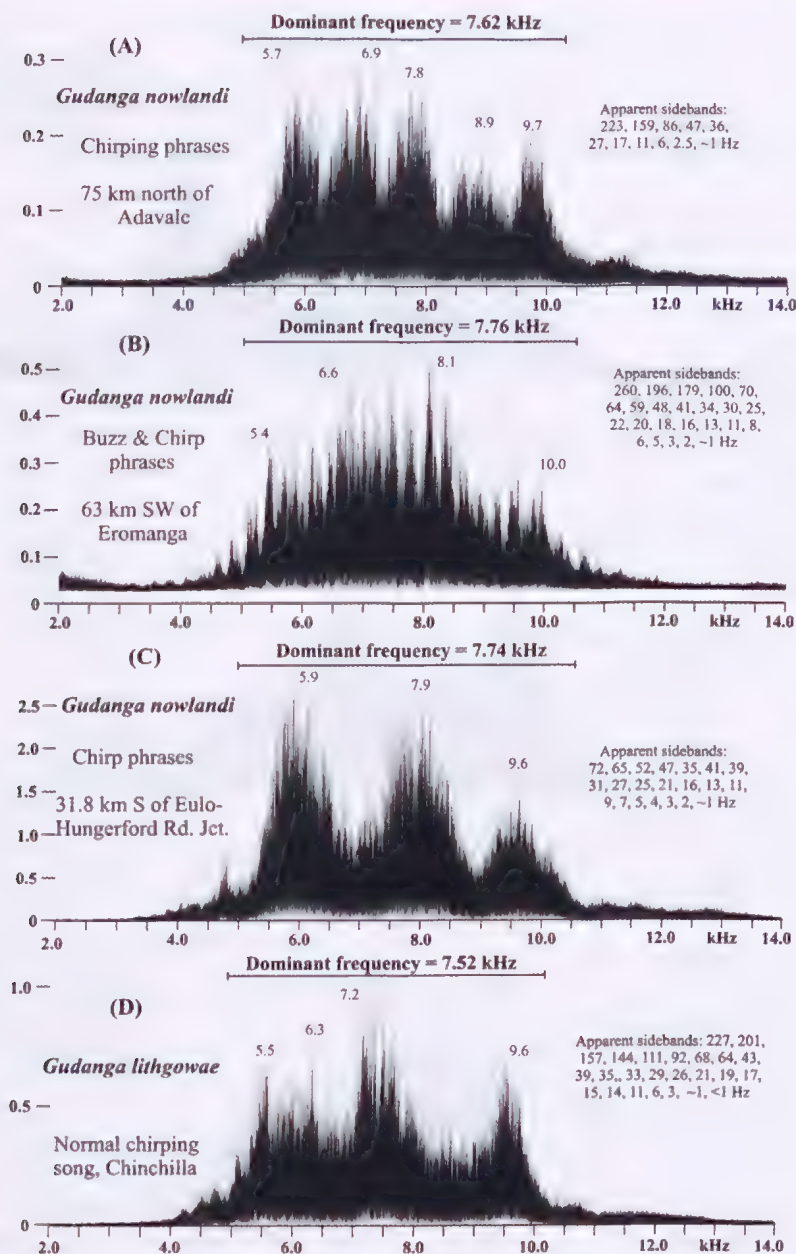 Dominant frequency = 7.62 kHz
(A)
5.7
6.9
7.8
8.9
9.7
0.3
0.2
0.1
0
Gudanga nowlandi
Chirping phrases
75 km north of
Adavale
Apparent sidebands:
223, 159, 86, 47, 36,
27, 17, 11, 6, 2.5, ~1 Hz
2.0 4.0 6.0 8.0 10.0 kHz 14.0
Dominant frequency = 7.76 kHz
(B)
5.4
6.6
8.1
10.0
0.5
0.4
0.3
0.2
0.1
0
Gudanga nowlandi
Buzz & Chirp
phrases
63 km SW of
Eromanga
Apparent sidebands:
260, 196, 179, 100, 70,
64, 59, 48, 41, 34, 30, 25,
22, 20, 18, 16, 13, 11, 8,
6, 5, 3, 2, ~1 Hz
2.0 4.0 6.0 8.0 10.0 12.0 kHz 14.0
Dominant frequency = 7.74 kHz
(C)
5.9
7.9
9.6
2.5
2.0
1.5
1.0
0.5
0
Gudanga nowlandi
Chirp phrases
31.8 km S of Eulo-
Hungerford Rd. Jct.
Apparent sidebands:
72, 65, 52, 47, 35, 41, 39,
31, 27, 25, 21, 16, 13, 11,
9, 7, 5, 4, 3, 2, ~1 Hz
2.0 4.0 6.0 8.0 10.0 kHz 14.0
Dominant frequency = 7.52 kHz
(D)
5.5
6.3
7.2
9.6
1.0
0.5
0
Gudanga lithgowae
Normal chirping
song, Chinchilla
Apparent sidebands: 227, 201,
157, 144, 111, 92, 68, 64, 43,
39, 35,, 33, 29, 26, 21, 19, 17,
15, 14, 11, 6, 3, ~1, <1 Hz
2.0 4.0 6.0 8.0 10.0 12.0 kHz 14.0